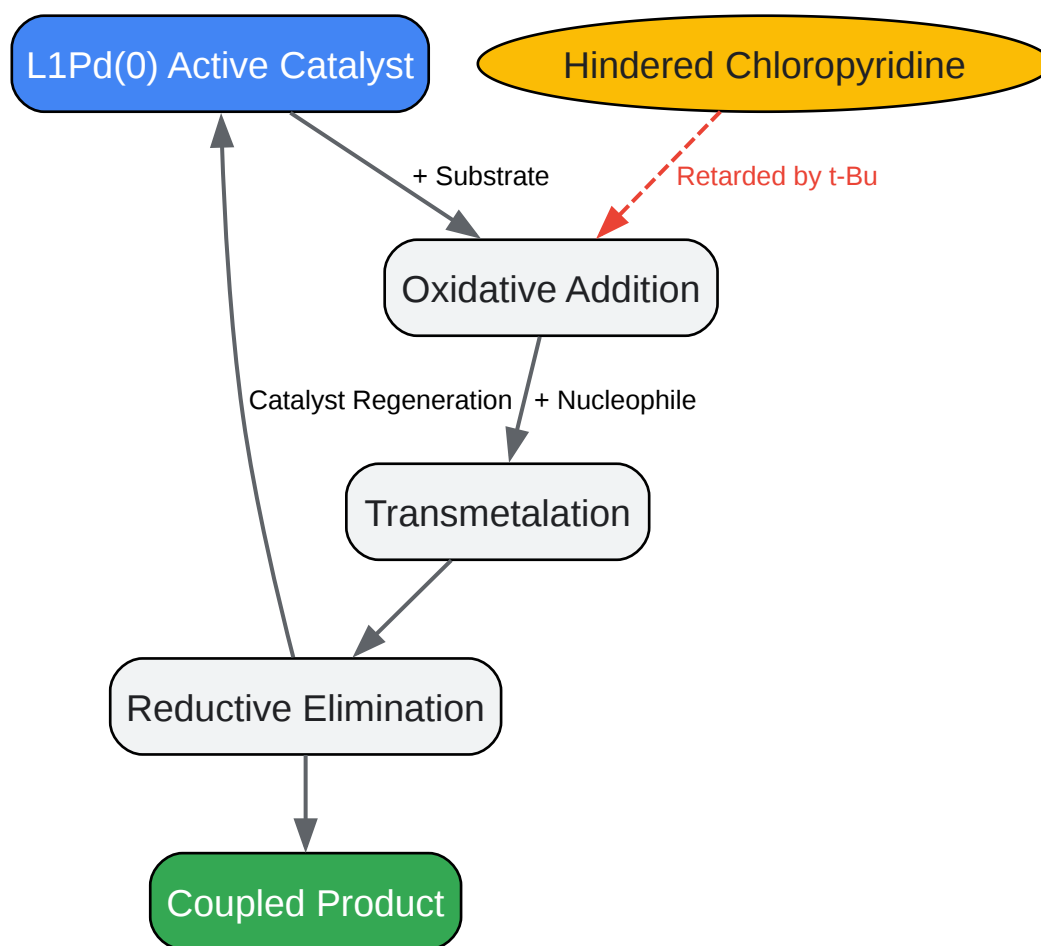 L1Pd(0) Active Catalyst
Hindered Chloropyridine
+ Substrate
Retarded by t-Bu
Oxidative Addition
Catalyst Regeneration
+ Nucleophile
Transmetalation
Reductive Elimination
Coupled Product